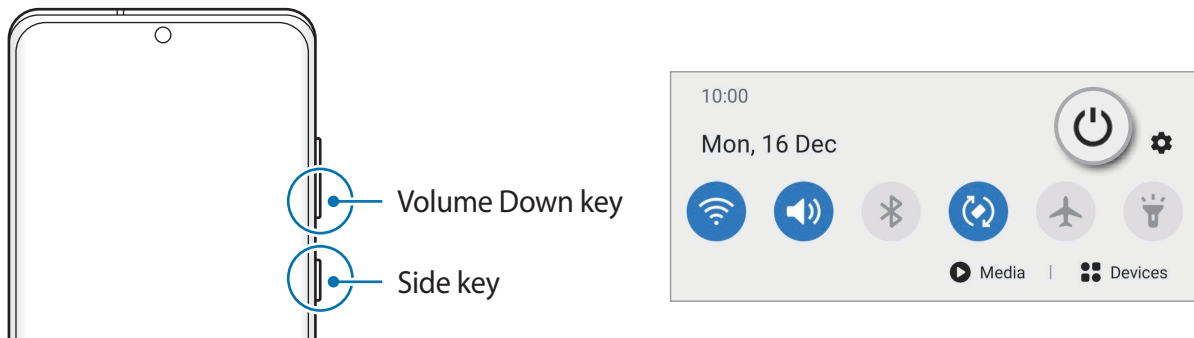 Volume Down key
Side key
10:00
Mon, 16 Dec
Media | Devices